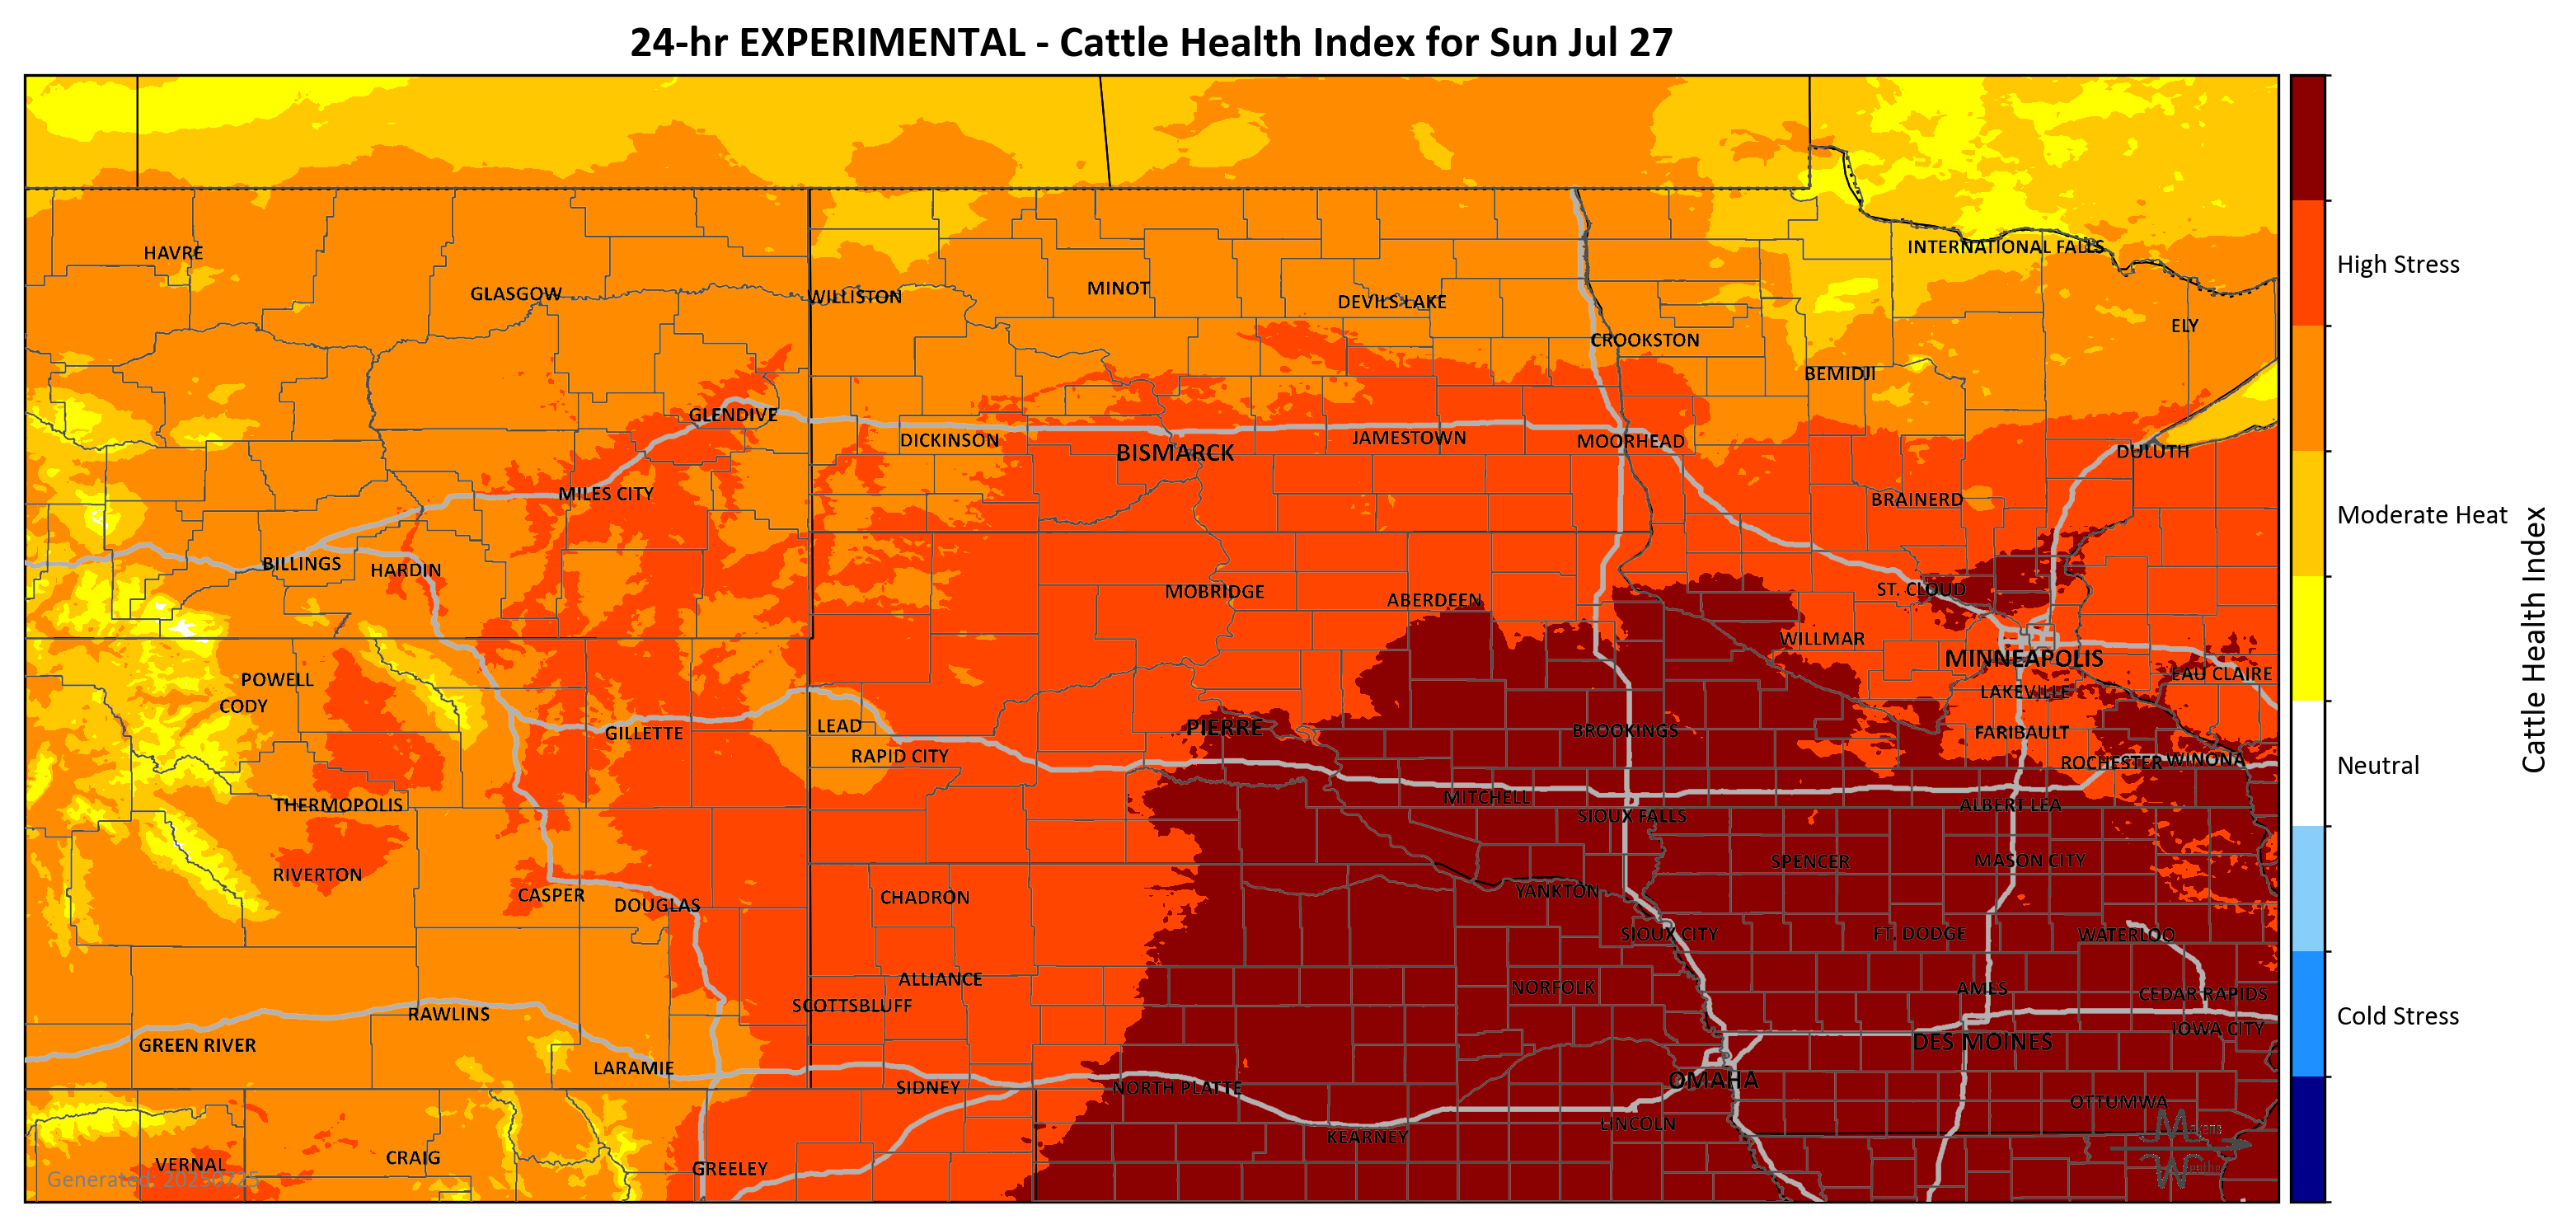 24-hr EXPERIMENTAL - Cattle Health Index for Sun Jul 27
HAVRE
INTERNATIONAL FALLS
High Stress
GLASGOW
WILLISTON
MINOT
DEVILS LAKE
ELY
CROOKSTON
BEMIDJI
GLENDIVE
DICKINSON
BISMARCK
JAMESTOWN
MOORHEAD
DULUTH
MILES CITY
BRAINERD
Moderate Heat
BILLINGS
HARDIN
MOBRIDGE
ABERDEEN
ST. CLOUD
WILLMAR
MINNEAPOLIS
Cattle Health Index
POWELL
EAU CLAIRE
CODY
LAKEVILLE
GILLETTE
LEAD
PIERRE
BROOKINGS
FARIBAULT
RAPID CITY
ROCHESTER
WINONA
Neutral
THERMOPOLIS
MITCHELL
ALBERT LEA
SIOUX FALLS
SPENCER
MASON CITY
RIVERTON
CASPER
DOUGLAS
CHADRON
YANKTON
SIOUX CITY
FT. DODGE
WATERLOO
ALLIANCE
NORFOLK
AMES
CEDAR RAPIDS
SCOTTSBLUFF
RAWLINS
Cold Stress
IOWA CITY
GREEN RIVER
DES MOINES
LARAMIE
SIDNEY
NORTH PLATTE
OMAHA
OTTUMWA
LINCOLN
KEARNEY
VERNAL
CRAIG
GREELEY
Generated: 20250725